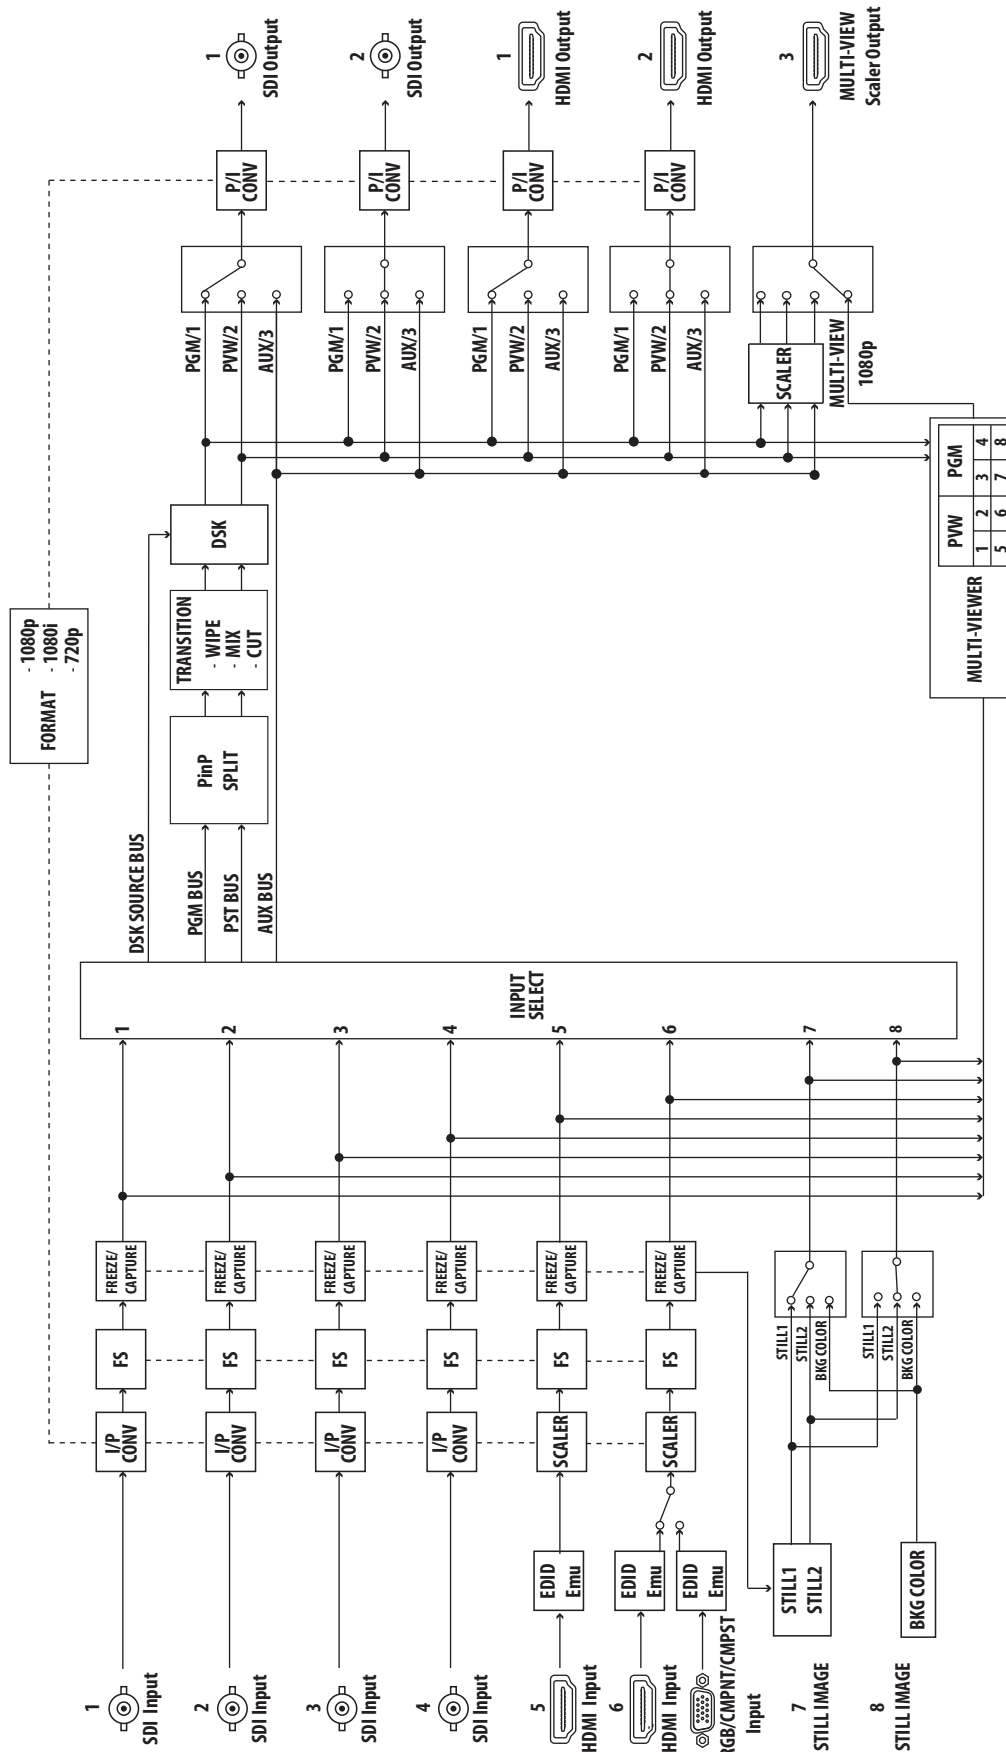 1
SDI Input
2
SDI Input
3
SDI Input
4
SDI Input
5
HDMI Input
6
HDMI Input
RGB/CMPNT/CMPST
Input
7
STILL IMAGE
8
STILL IMAGE
EDID
Emu
EDID
Emu
EDID
Emu
STILL1
STILL2
BKG COLOR
I/P
CONV
I/P
CONV
I/P
CONV
I/P
CONV
SCALER
SCALER
FS
FS
FS
FS
FS
FS
FREEZE/
CAPTURE
FREEZE/
CAPTURE
FREEZE/
CAPTURE
FREEZE/
CAPTURE
FREEZE/
CAPTURE
FREEZE/
CAPTURE
STILL1
STILL2
BKG COLOR
STILL1
STILL2
BKG COLOR
1
2
3
4
5
6
7
8
INPUT
SELECT
DSK SOURCE BUS
PGM BUS
PST BUS
AUX BUS
FORMAT
- 1080p
- 1080i
- 720p
PinP
SPLIT
TRANSITION
- WIPE
- MIX
- CUT
DSK
MULTI-VIEWER
PVW PGM
1 2 3 4
5 6 7 8
PGM/1
PVW/2
AUX/3
PGM/1
PVW/2
AUX/3
PGM/1
PVW/2
AUX/3
PGM/1
PVW/2
AUX/3
SCALER
MULTI-VIEW
1080p
P/I
CONV
P/I
CONV
P/I
CONV
P/I
CONV
1
SDI Output
2
SDI Output
1
HDMI Output
2
HDMI Output
3
MULTI-VIEW
Scaler Output